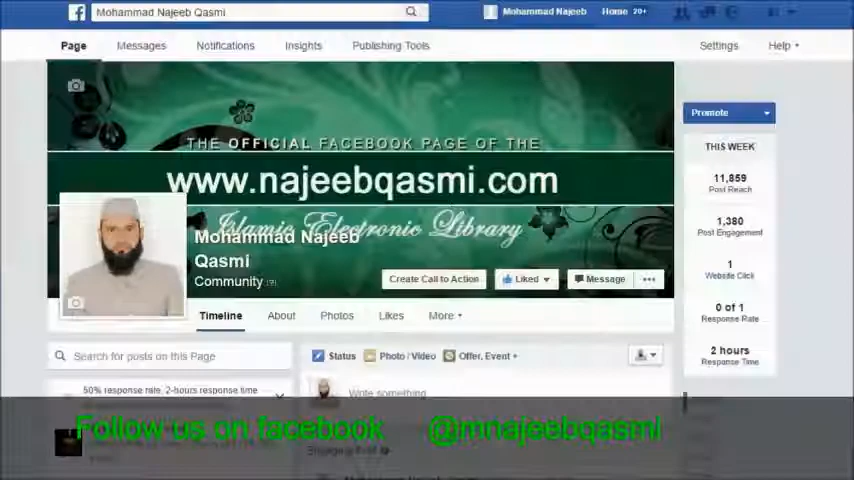 Mohammad Najeeb Qasmi
Mohammad Najeeb Home 20+
Page Messages Notifications Insights Publishing Tools Settings Help
THE OFFICIAL FACEBOOK PAGE OF THE
www.najeebqasmi.com
Islamic Electronic Library
Mohammad Najeeb
Qasmi
Community
Create Call to Action Liked Message
Timeline About Photos Likes More
Promote
THIS WEEK
11,859
Post Reach
1,380
Post Engagement
1
Website Click
0 of 1
Response Rate
2 hours
Response Time
Search for posts on this Page
Status Photo / Video Offer, Event +
50% response rate, 2-hours response time
Write something
Follow us on facebook @mnajeebqasmi